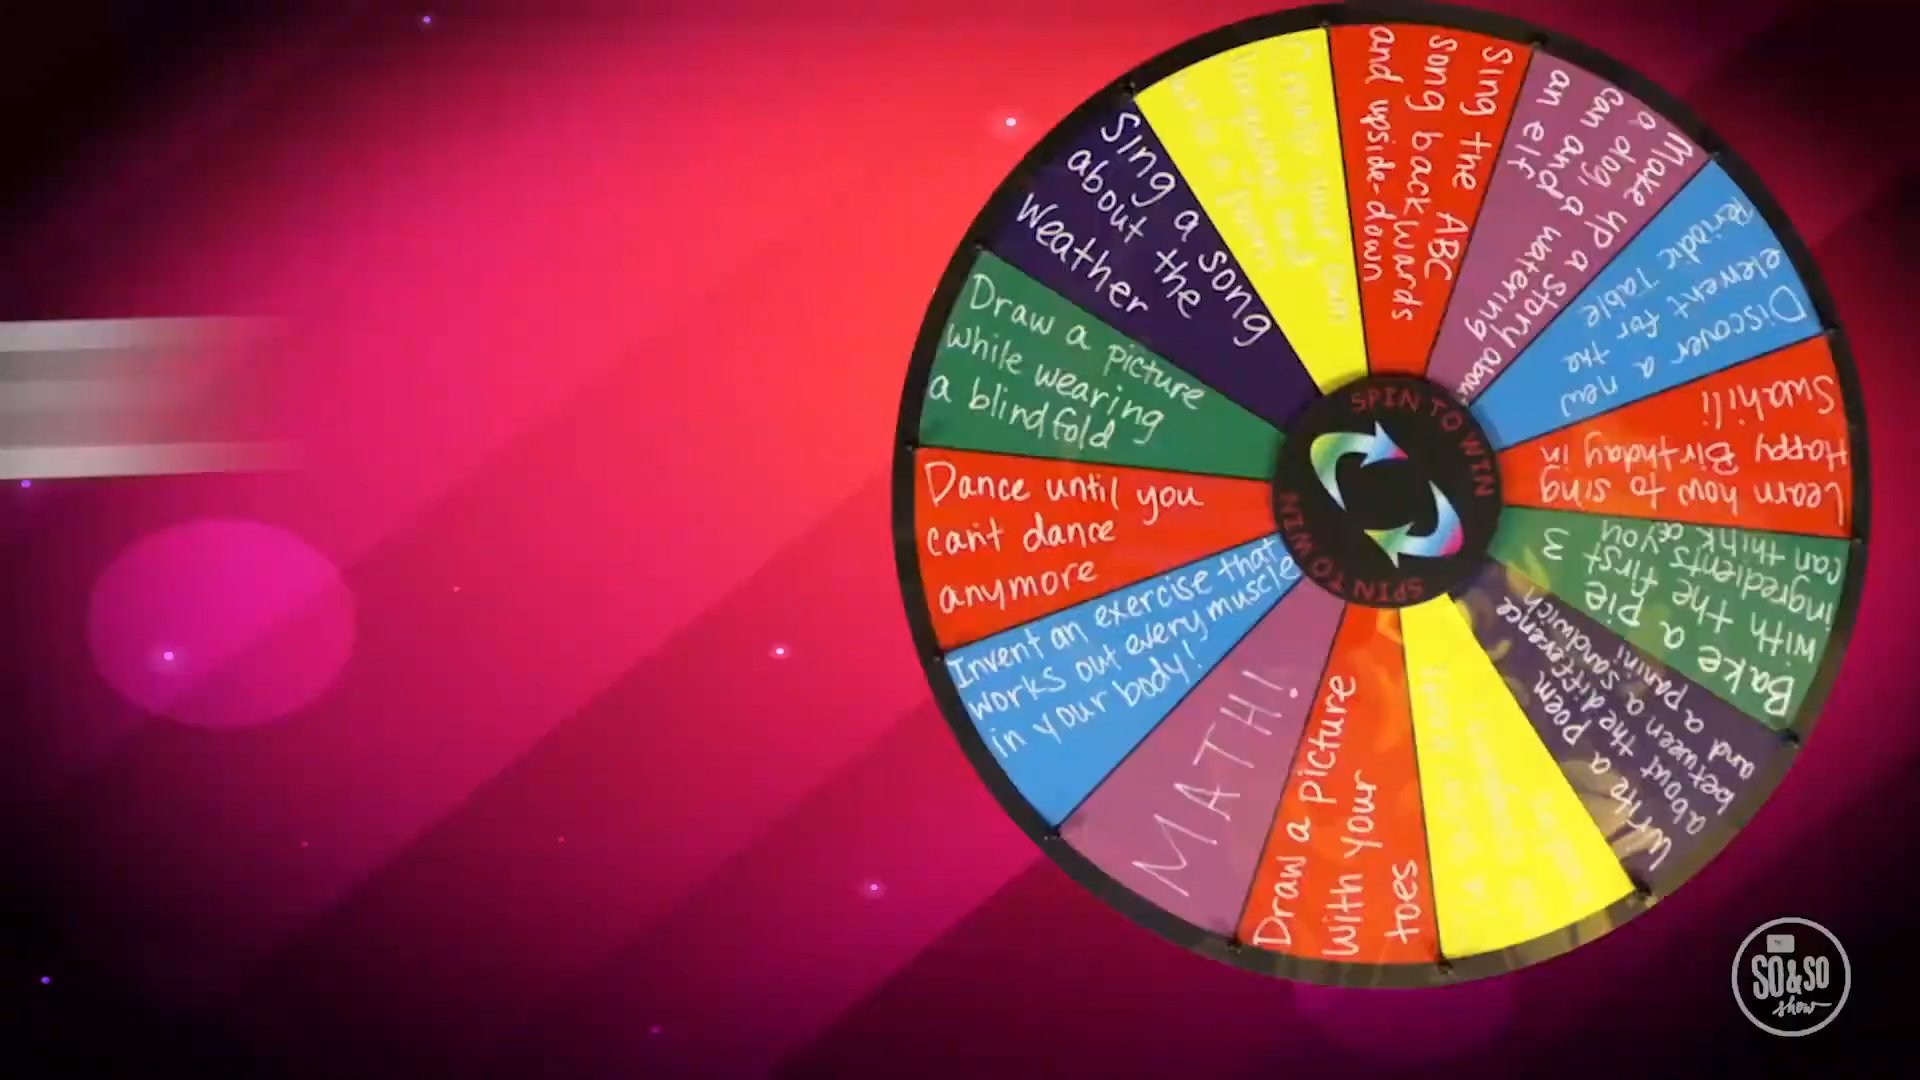 Sing the ABC
Song backwards
and upside-down
Make up a story about
a dog, a watering
can and
an elf
Discover a new
element for the
Periodic Table
Learn how to sing
Happy Birthday in
Swahili
Bake a pie
with the first 3
ingredients you
can think of
Write a poem
about the difference
between a sandwich
and a panini
Draw a picture
with your
toes
MATH!
Invent an exercise that
works out every muscle
in your body!
Dance until you
can't dance
anymore
Draw a picture
while wearing
a blindfold
Sing a song
about the
weather
SPIN TO WIN
SPIN TO WIN
SO&SO
show